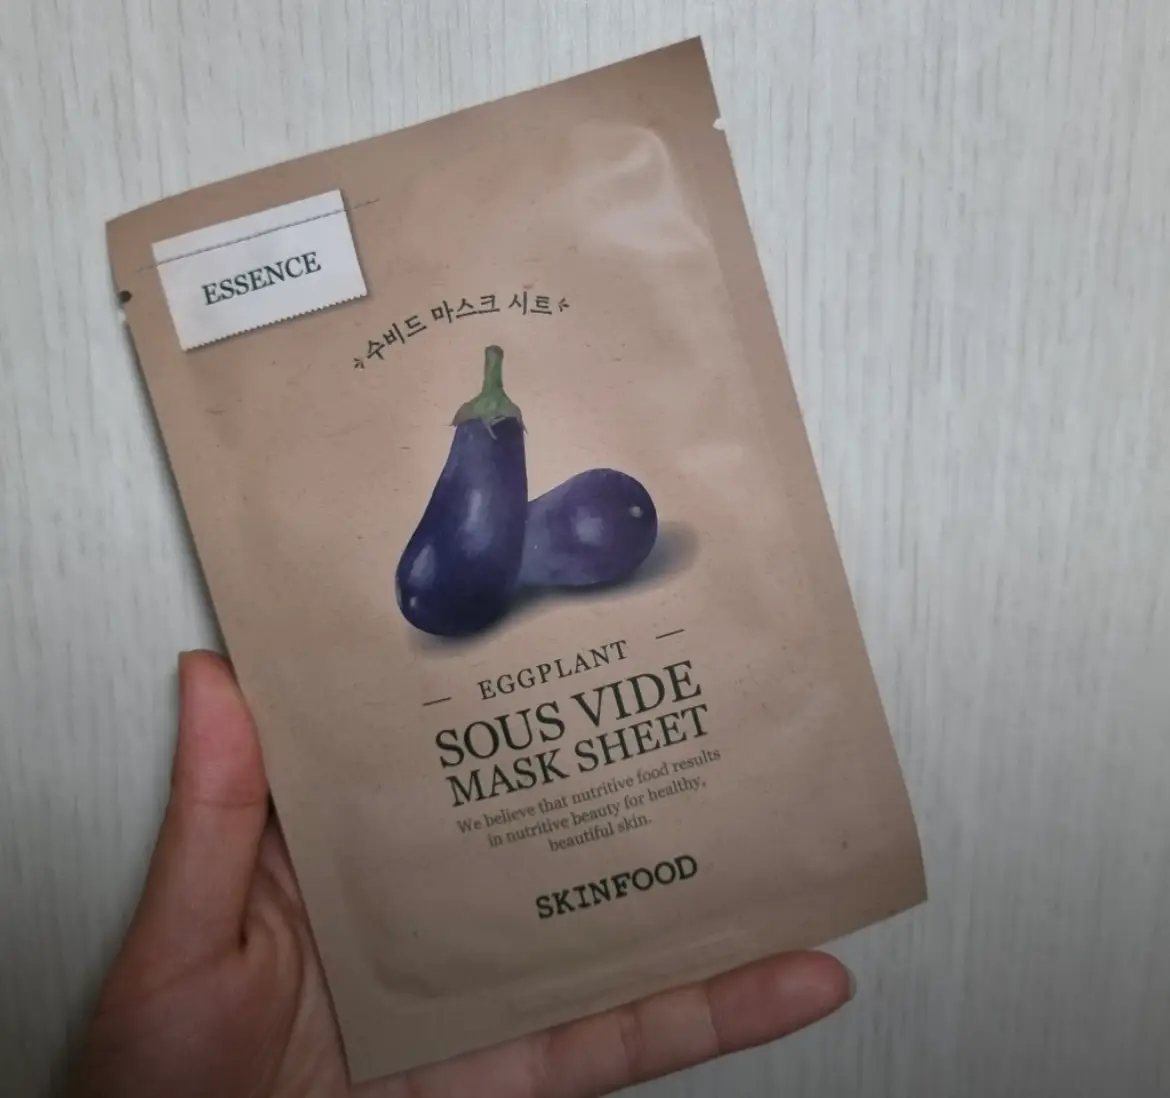 ESSENCE
수비드 마스크 시트
EGGPLANT
SOUS VIDE
MASK SHEET
We believe that nutritive food results
in nutritive beauty for healthy,
beautiful skin.
SKINFOOD